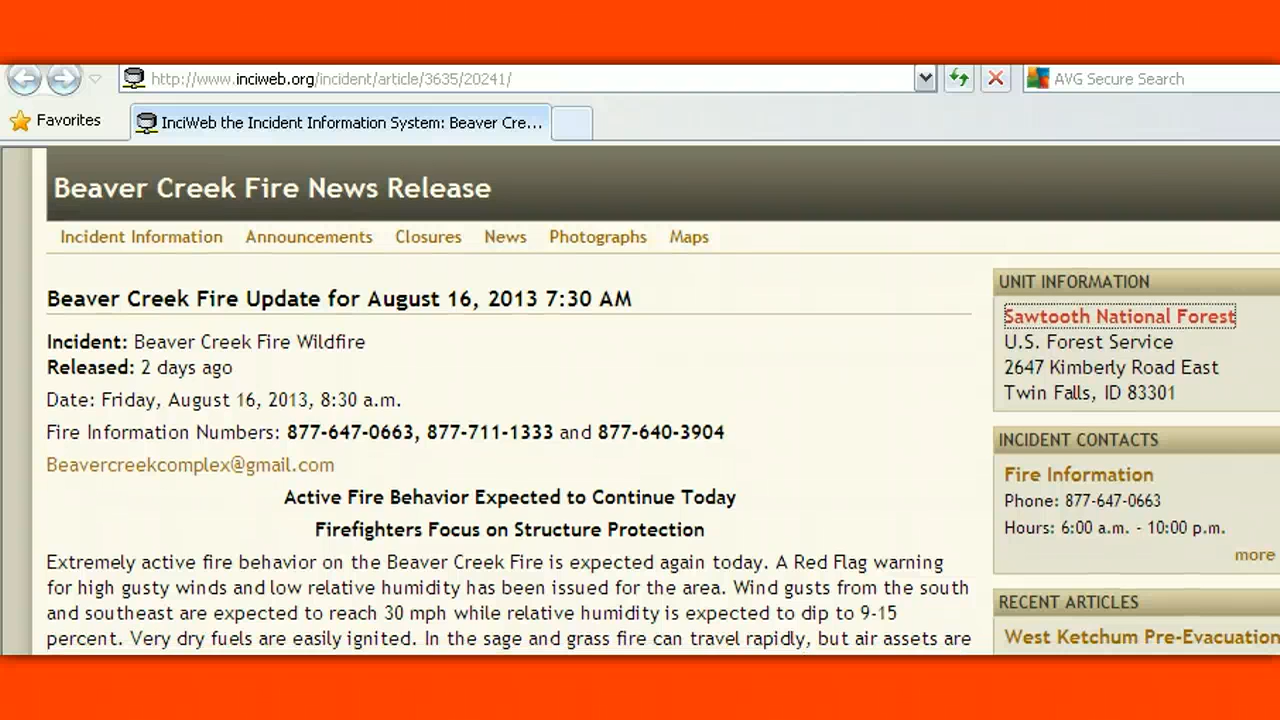 http://www.inciweb.org/incident/article/3635/20241/
AVG Secure Search
Favorites
InciWeb the Incident Information System: Beaver Cre...
Beaver Creek Fire News Release
Incident Information Announcements Closures News Photographs Maps
Beaver Creek Fire Update for August 16, 2013 7:30 AM
Incident: Beaver Creek Fire Wildfire
Released: 2 days ago
Date: Friday, August 16, 2013, 8:30 a.m.
Fire Information Numbers: 877-647-0663, 877-711-1333 and 877-640-3904
Beavercreekcomplex@gmail.com
Active Fire Behavior Expected to Continue Today
Firefighters Focus on Structure Protection
Extremely active fire behavior on the Beaver Creek Fire is expected again today. A Red Flag warning
for high gusty winds and low relative humidity has been issued for the area. Wind gusts from the south
and southeast are expected to reach 30 mph while relative humidity is expected to dip to 9-15
percent. Very dry fuels are easily ignited. In the sage and grass fire can travel rapidly, but air assets are
UNIT INFORMATION
Sawtooth National Forest
U.S. Forest Service
2647 Kimberly Road East
Twin Falls, ID 83301
INCIDENT CONTACTS
Fire Information
Phone: 877-647-0663
Hours: 6:00 a.m. - 10:00 p.m.
more
RECENT ARTICLES
West Ketchum Pre-Evacuation